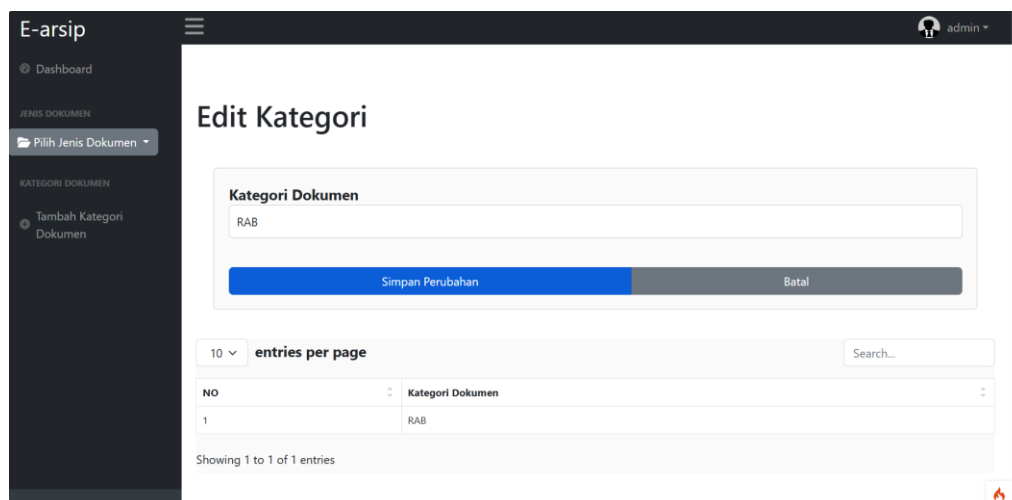 E-arsip
admin
Dashboard
JENIS DOKUMEN
Pilih Jenis Dokumen
KATEGORI DOKUMEN
Tambah Kategori
Dokumen
Edit Kategori
Kategori Dokumen
RAB
Simpan Perubahan
Batal
10 entries per page
Search...
NO Kategori Dokumen
1 RAB
Showing 1 to 1 of 1 entries